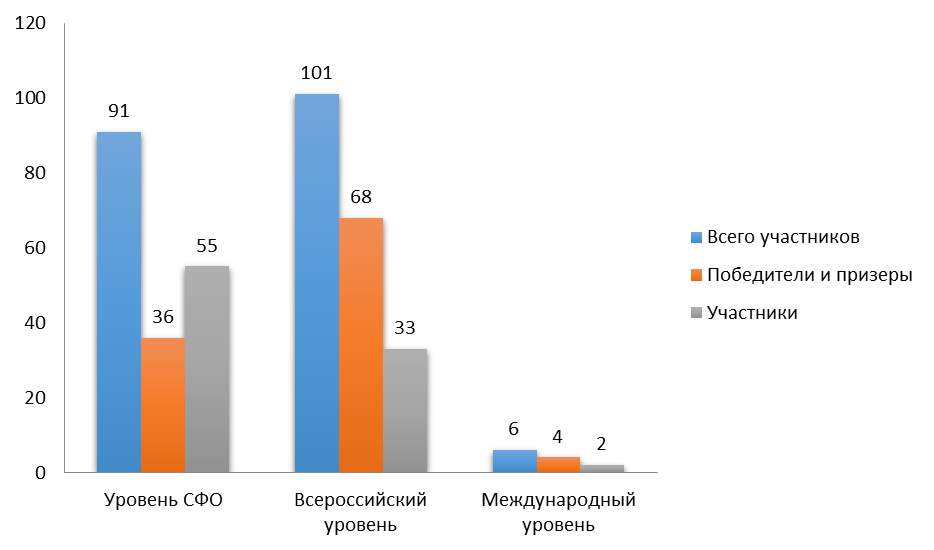 120
100
80
60
40
20
0
91
36
55
101
68
33
6
4
2
Уровень СФО
Всероссийский
уровень
Международный
уровень
Всего участников
Победители и призеры
Участники